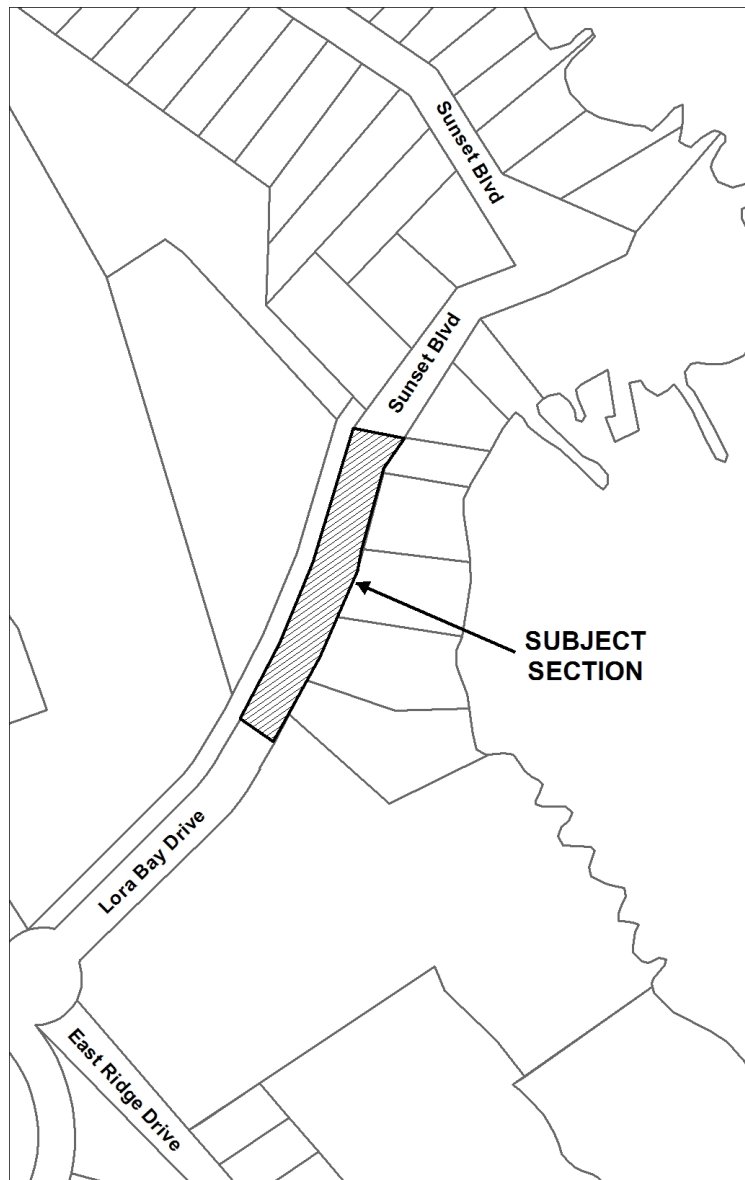 Sunset Blvd
Sunset Blvd
SUBJECT
SECTION
Lora Bay Drive
East Ridge Drive